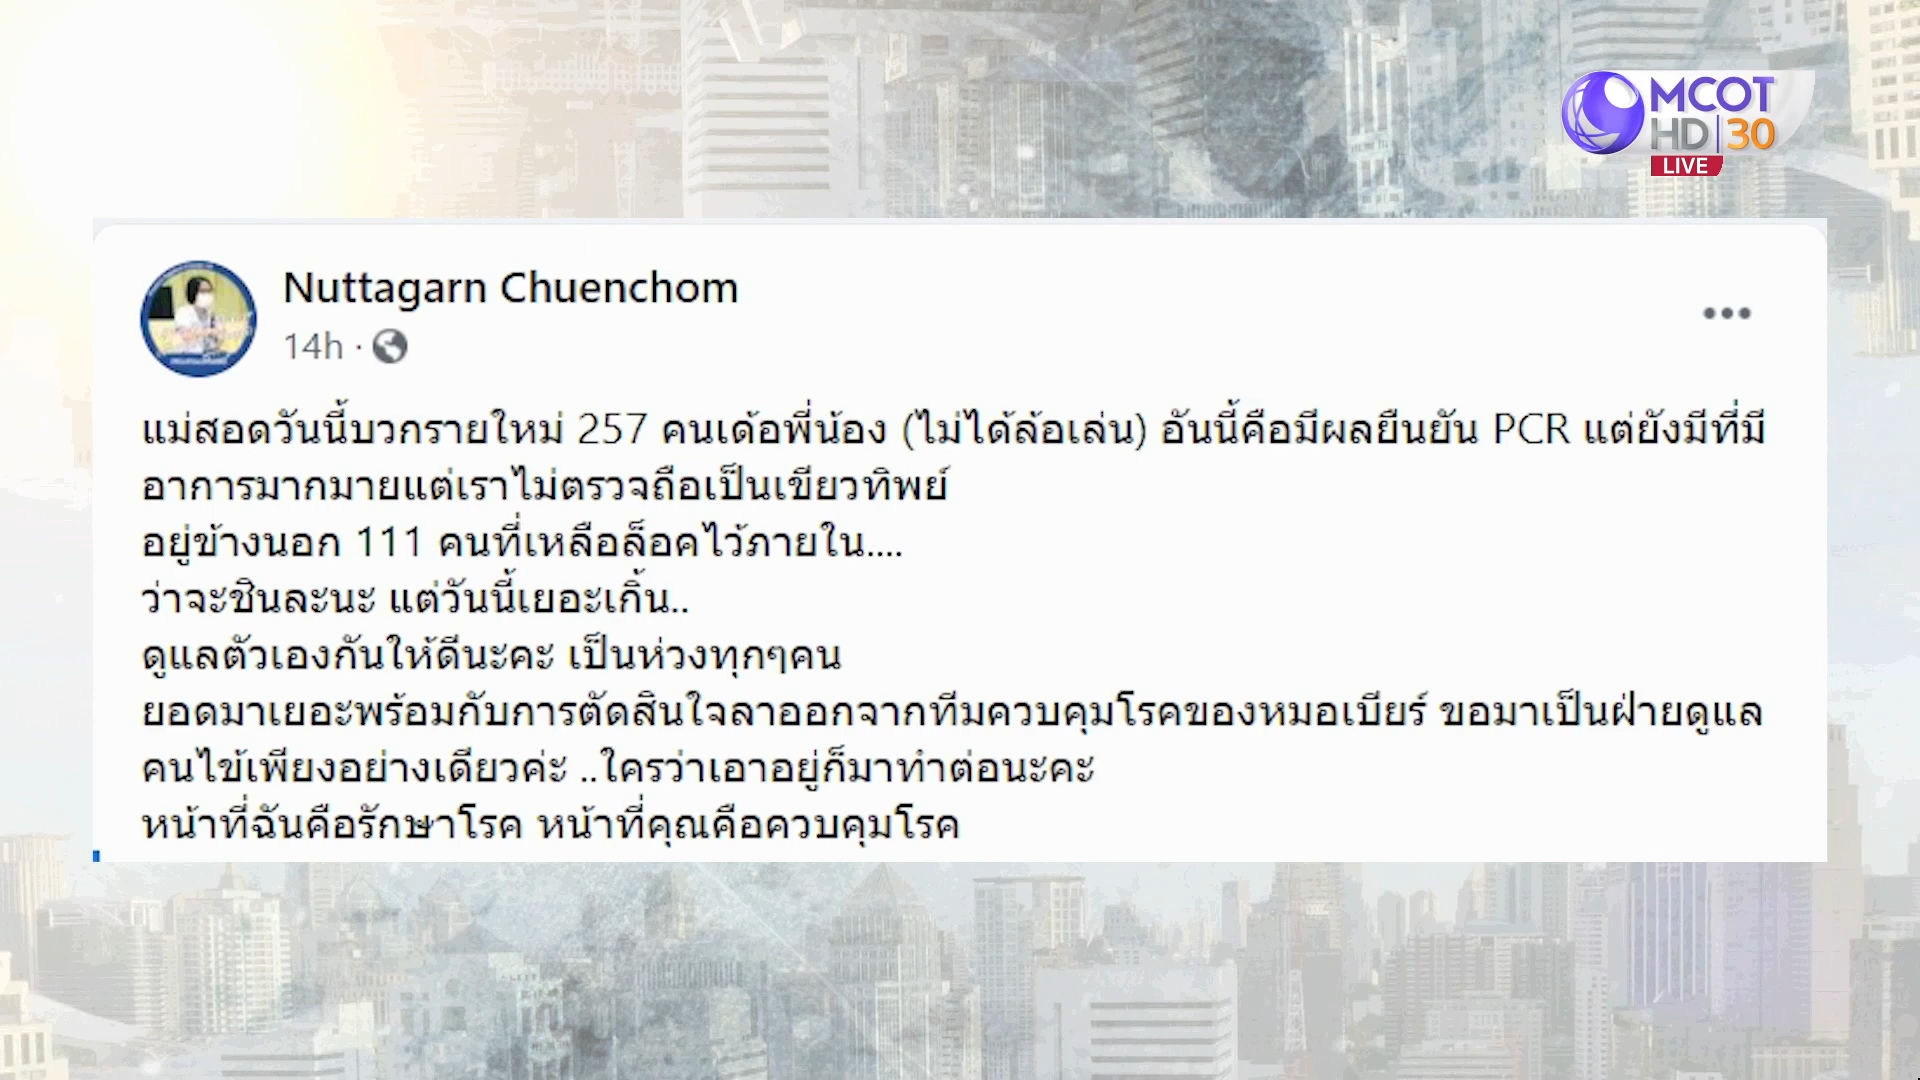 MCOT
HD 30
LIVE
Nuttagarn Chuenchom
14h ·
แม่สอดวันนี้บวกรายใหม่ 257 คนเด้อพี่น้อง (ไม่ได้ล้อเล่น) อันนี้คือมีผลยืนยัน PCR แต่ยังมีที่มี
อาการมากมายแต่เราไม่ตรวจถือเป็นเขียวทิพย์
อยู่ข้างนอก 111 คนที่เหลือล็อคไว้ภายใน....
ว่าจะชินละนะ แต่วันนี้เยอะเกิ้น..
ดูแลตัวเองกันให้ดีนะคะ เป็นห่วงทุกๆคน
ยอดมาเยอะพร้อมกับการตัดสินใจลาออกจากทีมควบคุมโรคของหมอเบียร์ ขอมาเป็นฝ่ายดูแล
คนไข้เพียงอย่างเดียวค่ะ ..ใครว่าเอาอยู่ก็มาทำต่อนะคะ
หน้าที่ฉันคือรักษาโรค หน้าที่คุณคือควบคุมโรค